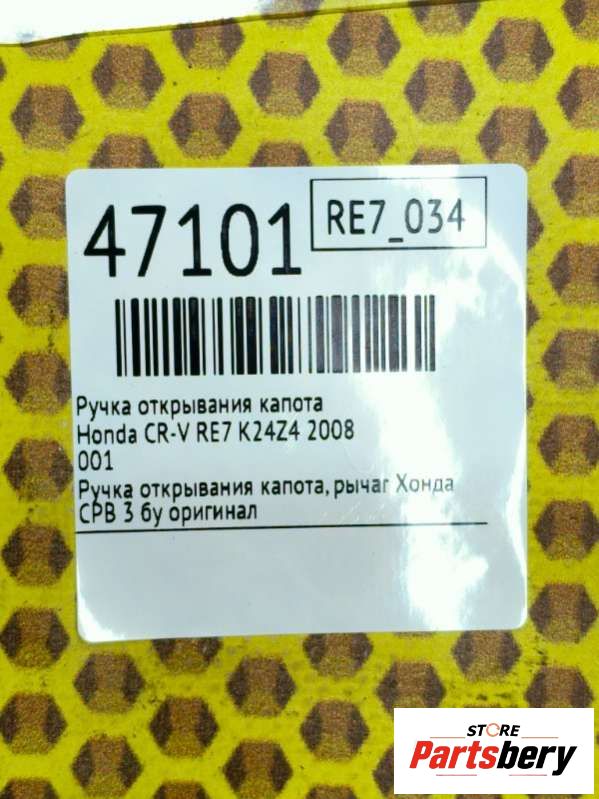 47101
RE7_034
Ручка открывания капота
Honda CR-V RE7 K24Z4 2008
001
Ручка открывания капота, рычаг Хонда
СРВ 3 бу оригинал
STORE
Partsbery